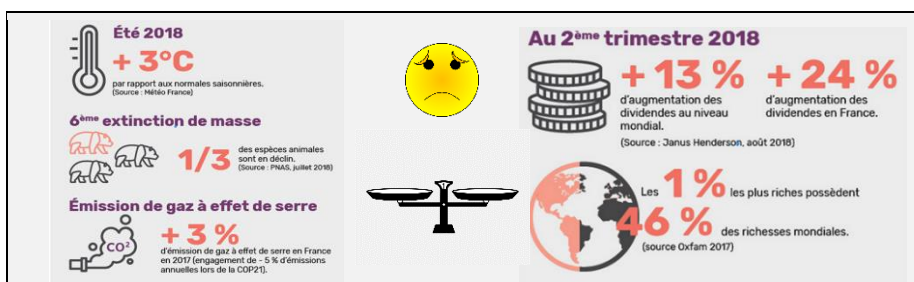 Été 2018
+ 3°C
par rapport aux normales saisonnières.
(Source : Météo France)
6ème extinction de masse
1/3
des espèces animales
sont en déclin.
(Source : PNAS, juillet 2018)
Émission de gaz à effet de serre
CO²
+ 3 %
d'émission de gaz à effet de serre en France
en 2017 (engagement de - 5 % d'émissions
annuelles lors de la COP21).
Au 2ème trimestre 2018
+ 13 %
d'augmentation des
dividendes au niveau
mondial.
(Source : Janus Henderson, août 2018)
+ 24 %
d'augmentation des
dividendes en France.
Les 1 % les plus riches possèdent
46 % des richesses mondiales.
(source Oxfam 2017)